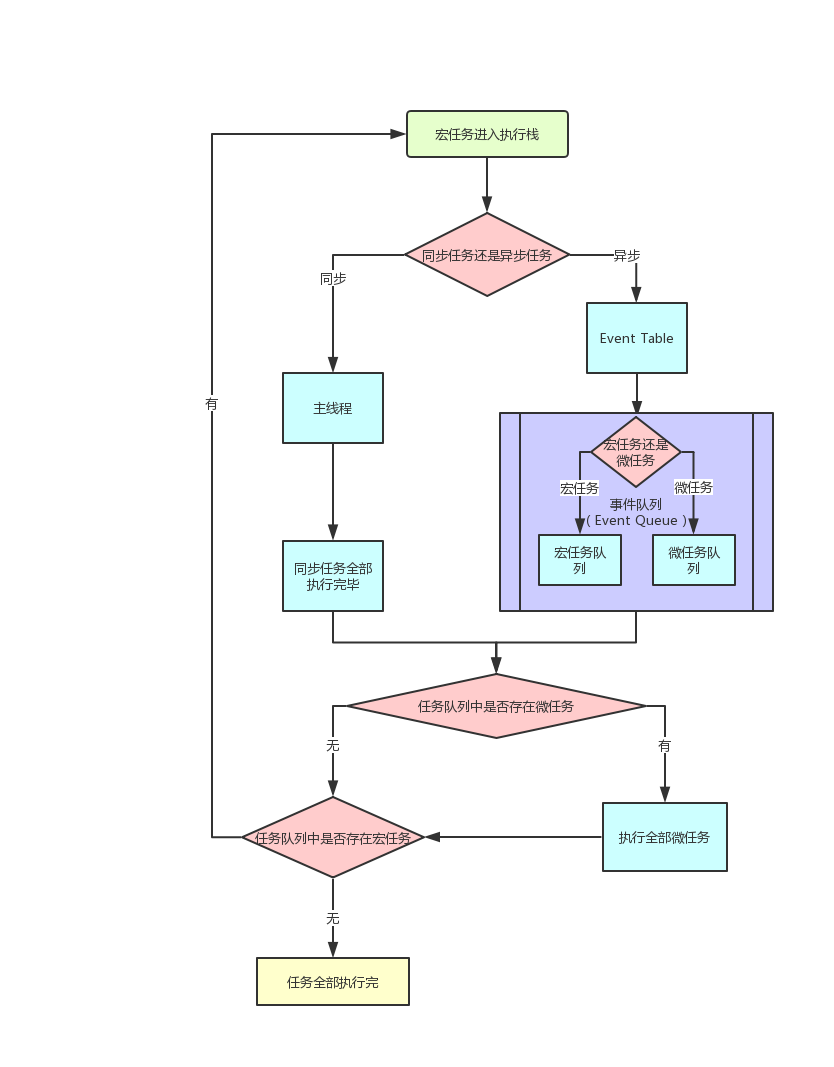 宏任务进入执行栈
同步任务还是异步任务
同步
异步
Event Table
主线程
有
宏任务还是
微任务
宏任务
微任务
事件队列
( Event Queue )
宏任务队
列
微任务队
列
同步任务全部
执行完毕
任务队列中是否存在微任务
无
有
任务队列中是否存在宏任务
执行全部微任务
无
任务全部执行完